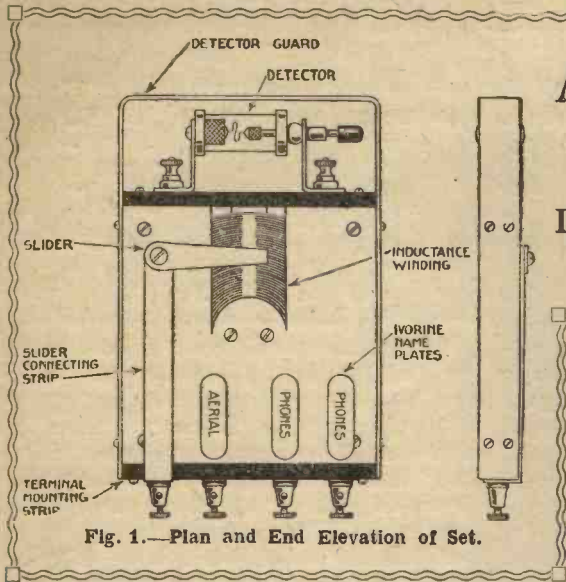 DETECTOR GUARD
DETECTOR
SLIDER
INDUCTANCE
WINDING
SLIDER
CONNECTING
STRIP
IVORINE
NAME
PLATES
AERIAL
PHONES
PHONES
TERMINAL
MOUNTING
STRIP
Fig. 1.—Plan and End Elevation of Set.